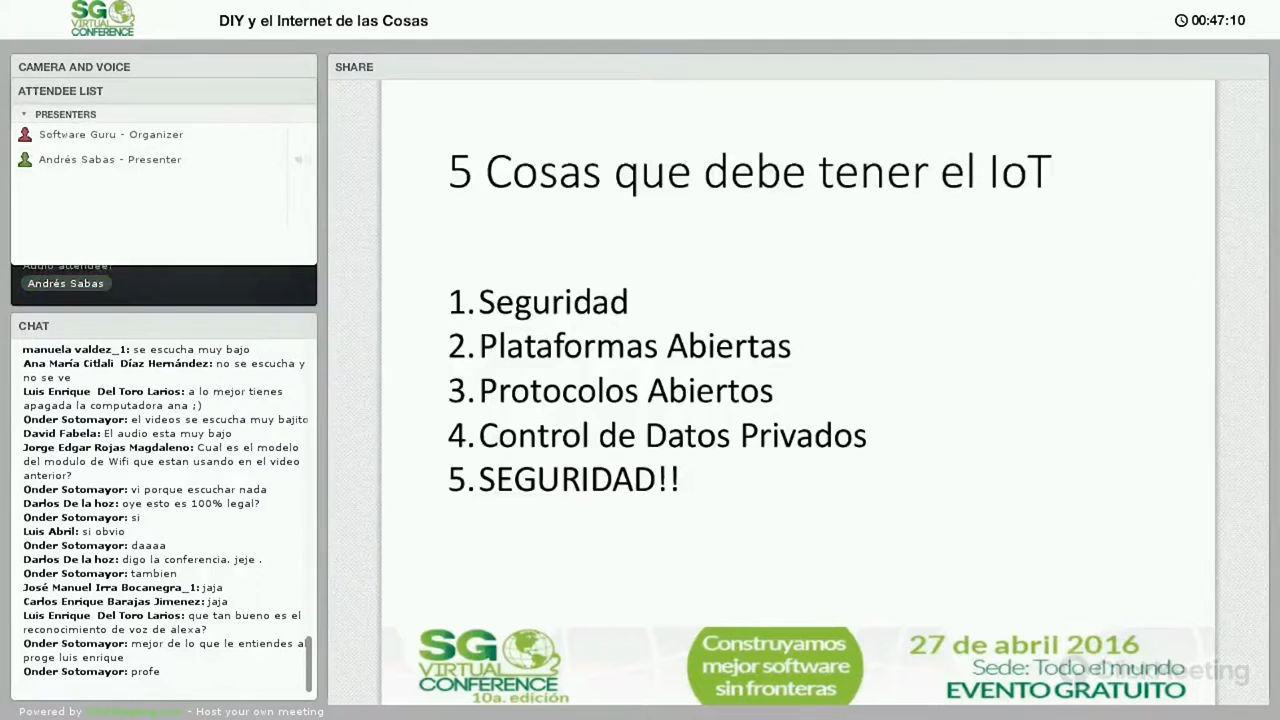 SG
VIRTUAL
CONFERENCE
DIY y el Internet de las Cosas
00:47:10
CAMERA AND VOICE
ATTENDEE LIST
PRESENTERS
Software Guru - Organizer
Andrés Sabas - Presenter
Audio attendee:
Andrés Sabas
CHAT
manuela valdez_1: se escucha muy bajo
Ana María Citlali Díaz Hernández: no se escucha y
no se ve
Luis Enrique Del Toro Larios: a lo mejor tienes
apagada la computadora ana ;)
Onder Sotomayor: el videos se escucha muy bajito
David Fabela: El audio esta muy bajo
Jorge Edgar Rojas Magdaleno: Cual es el modelo
del modulo de Wifi que estan usando en el video
anterior?
Onder Sotomayor: vi porque escuchar nada
Darlos De la hoz: oye esto es 100% legal?
Onder Sotomayor: si
Luis Abril: si obvio
Onder Sotomayor: daaaa
Darlos De la hoz: digo la conferencia. jeje .
Onder Sotomayor: tambien
José Manuel Irra Bocanegra_1: jaja
Carlos Enrique Barajas Jimenez: jaja
Luis Enrique Del Toro Larios: que tan bueno es el
reconocimiento de voz de alexa?
Onder Sotomayor: mejor de lo que le entiendes al
proge luis enrique
Onder Sotomayor: profe
SHARE
5 Cosas que debe tener el IoT
1. Seguridad
2. Plataformas Abiertas
3. Protocolos Abiertos
4. Control de Datos Privados
5. SEGURIDAD!!
SG
VIRTUAL
CONFERENCE
10a. edición
Construyamos
mejor software
sin fronteras
27 de abril 2016
Sede: Todo el mundo
EVENTO GRATUITO
ClickMeeting
Powered by ClickMeeting.com - Host your own meeting